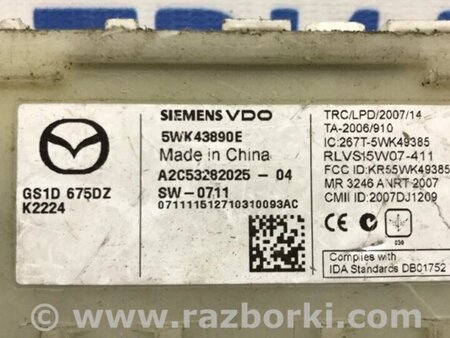 GS1D 675DZ
K2224
SIEMENS VDO
5WK43890E
Made in China
A2C53282025 - 04
SW - 0711
071111512710310093AC
TRC/LPD/2007/14
TA-2006/910
IC:267T-5WK49385
RLVS15W07-411
FCC ID:KR55WK49385
MR 3246 ANRT 2007
CMII ID:2007DJ1209
CE
030
Complies with
IDA Standards DB01752
www.razborki.com